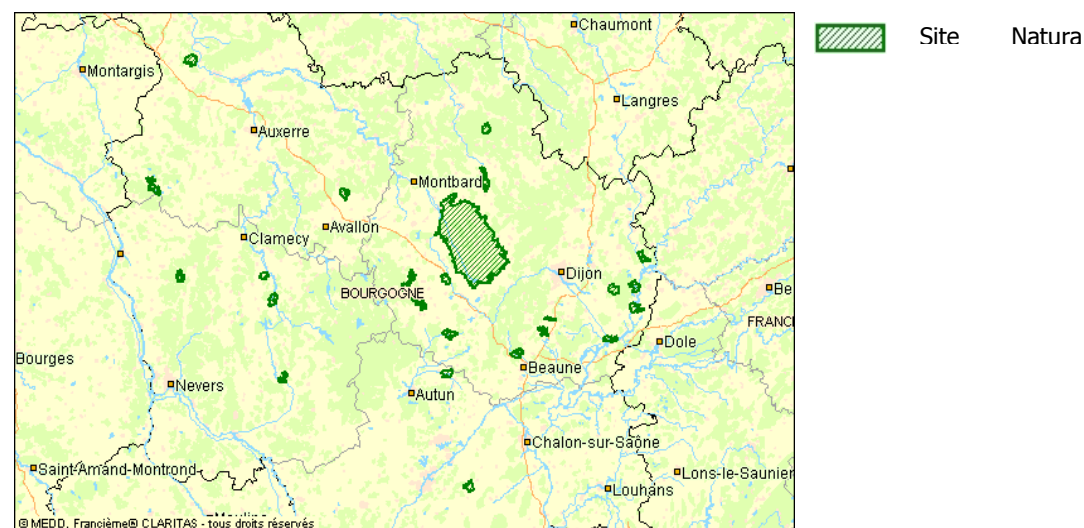 Chaumont
Site Natura
Montargis
Langres
Auxerre
Montbard
Avallon
Clamecy
Dijon
BOURGOGNE
Be
FRANC
Dole
Bourges
Beaune
Nevers
Autun
Chalon-sur-Saône
Saint-Amand-Montrond
Lons-le-Saunier
Louhans
© MEDD, Francième® CLARITAS - tous droits réservés